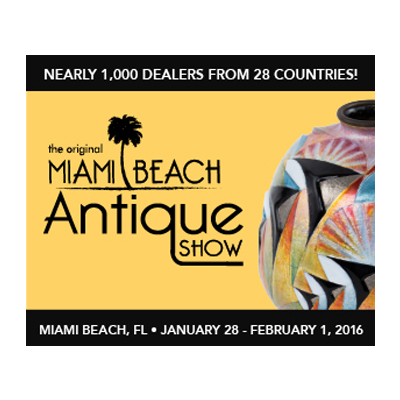 NEARLY 1,000 DEALERS FROM 28 COUNTRIES!
the original
MIAMI BEACH
Antique
SHOW
MIAMI BEACH, FL • JANUARY 28 - FEBRUARY 1, 2016